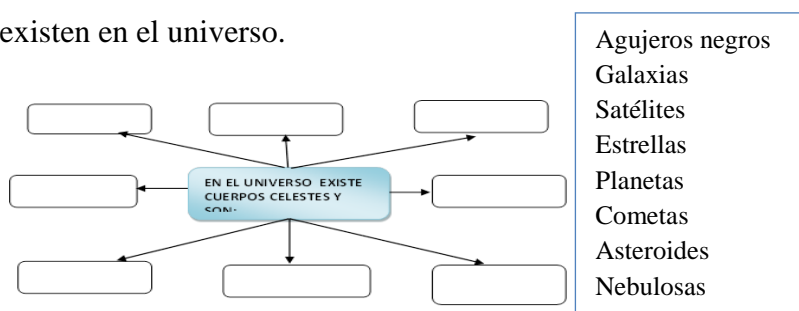 existen en el universo.
EN EL UNIVERSO EXISTE
CUERPOS CELESTES Y
SON:
Agujeros negros
Galaxias
Satélites
Estrellas
Planetas
Cometas
Asteroides
Nebulosas